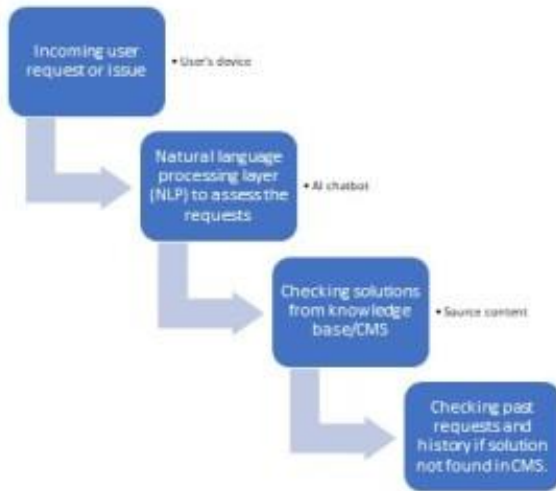 Incoming user
request or issue
• User's device
Natural language
processing layer
(NLP) to assess the
requests
• AI chatbot
Checking solutions
from knowledge
base/CMS
• Source content
Checking past
requests and
history if solution
not found in CMS.